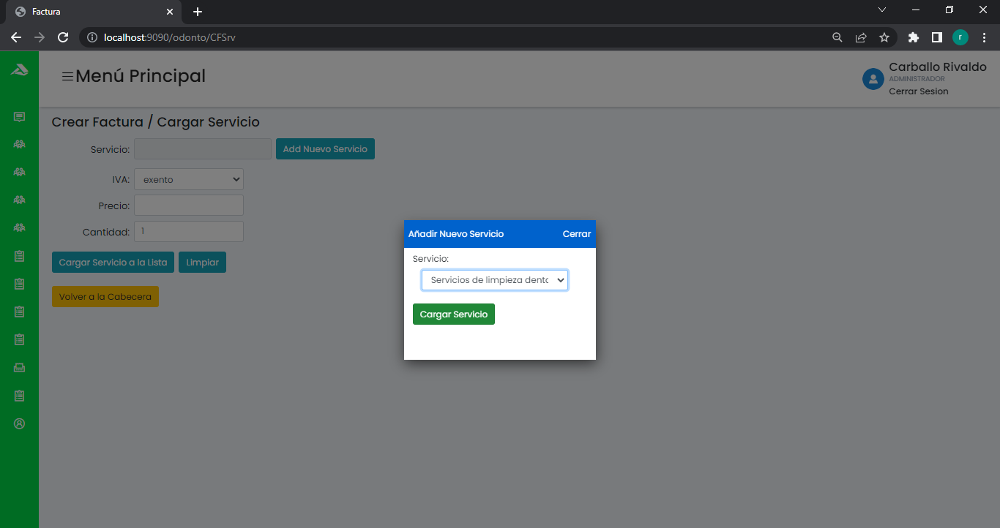 Factura
localhost:9090/odonto/CFSrv
r
Menú Principal
Carballo Rivaldo
ADMINISTRADOR
Cerrar Sesion
Crear Factura / Cargar Servicio
Servicio:
Add Nuevo Servicio
IVA:
exento
Precio:
Cantidad:
1
Cargar Servicio a la Lista
Limpiar
Volver a la Cabecera
Añadir Nuevo Servicio
Cerrar
Servicio:
Servicios de limpieza
Cargar Servicio